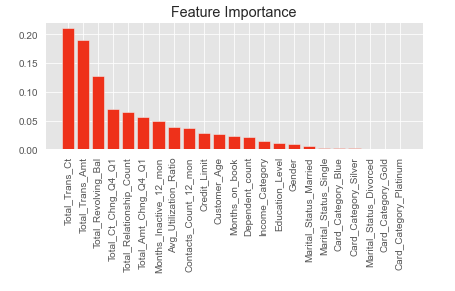 Feature Importance
0.20
0.15
0.10
0.05
0.00
Total_Trans_Ct
Total_Trans_Amt
Total_Revolving_Bal
Total_Ct_Chng_Q4_Q1
Total_Relationship_Count
Total_Amt_Chng_Q4_Q1
Months_Inactive_12_mon
Avg_Utilization_Ratio
Contacts_Count_12_mon
Credit_Limit
Customer_Age
Months_on_book
Dependent_count
Income_Category
Education_Level
Gender
Marital_Status_Married
Marital_Status_Single
Card_Category_Blue
Card_Category_Silver
Marital_Status_Divorced
Card_Category_Gold
Card_Category_Platinum